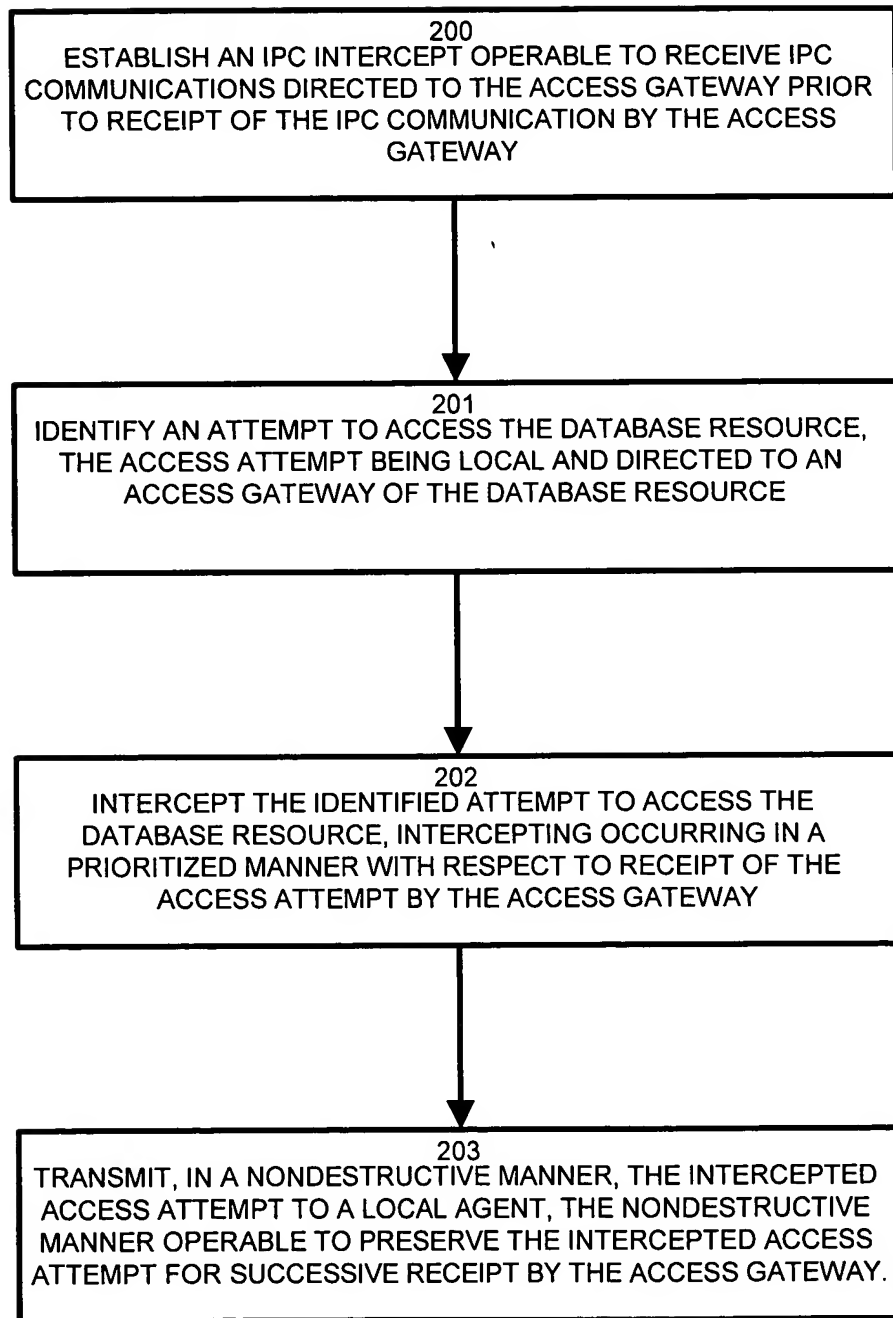 200
ESTABLISH AN IPC INTERCEPT OPERABLE TO RECEIVE IPC
COMMUNICATIONS DIRECTED TO THE ACCESS GATEWAY PRIOR
TO RECEIPT OF THE IPC COMMUNICATION BY THE ACCESS
GATEWAY
201
IDENTIFY AN ATTEMPT TO ACCESS THE DATABASE RESOURCE,
THE ACCESS ATTEMPT BEING LOCAL AND DIRECTED TO AN
ACCESS GATEWAY OF THE DATABASE RESOURCE
202
INTERCEPT THE IDENTIFIED ATTEMPT TO ACCESS THE
DATABASE RESOURCE, INTERCEPTING OCCURRING IN A
PRIORITIZED MANNER WITH RESPECT TO RECEIPT OF THE
ACCESS ATTEMPT BY THE ACCESS GATEWAY
203
TRANSMIT, IN A NONDESTRUCTIVE MANNER, THE INTERCEPTED
ACCESS ATTEMPT TO A LOCAL AGENT, THE NONDESTRUCTIVE
MANNER OPERABLE TO PRESERVE THE INTERCEPTED ACCESS
ATTEMPT FOR SUCCESSIVE RECEIPT BY THE ACCESS GATEWAY.